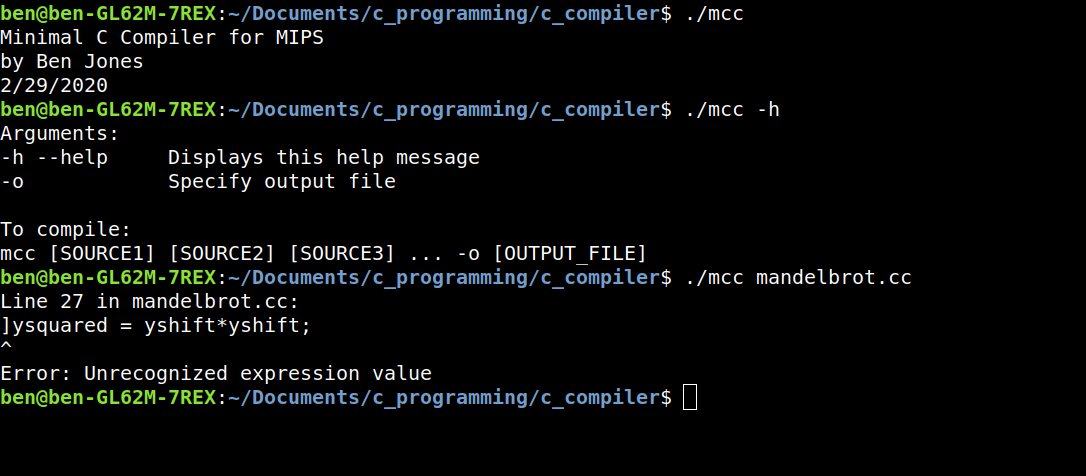 ben@ben-GL62M-7REX:~/Documents/c_programming/c_compiler$ ./mcc
Minimal C Compiler for MIPS
by Ben Jones
2/29/2020
ben@ben-GL62M-7REX:~/Documents/c_programming/c_compiler$ ./mcc -h
Arguments:
-h --help     Displays this help message
-o            Specify output file

To compile:
mcc [SOURCE1] [SOURCE2] [SOURCE3] ... -o [OUTPUT_FILE]
ben@ben-GL62M-7REX:~/Documents/c_programming/c_compiler$ ./mcc mandelbrot.cc
Line 27 in mandelbrot.cc:
]ysquared = yshift*yshift;
^
Error: Unrecognized expression value
ben@ben-GL62M-7REX:~/Documents/c_programming/c_compiler$